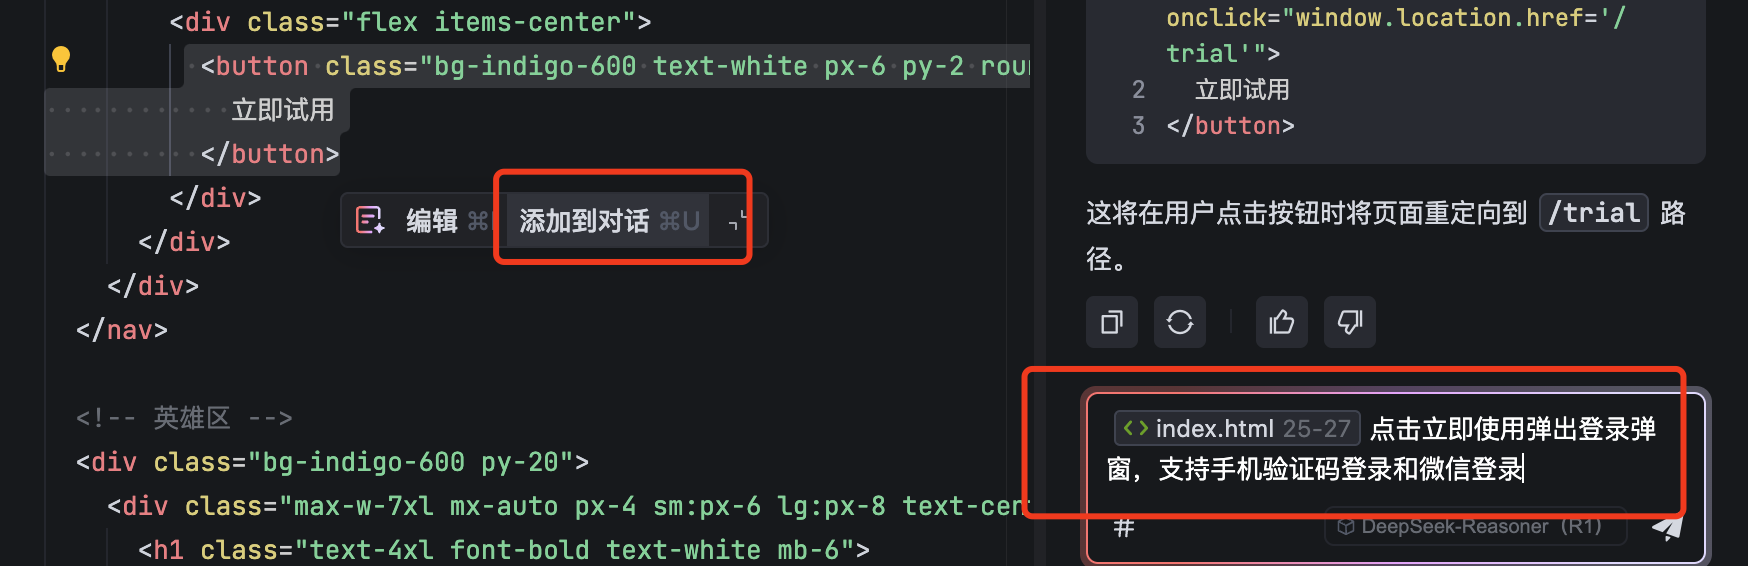 <div class="flex items-center">
<button class="bg-indigo-600 text-white px-6 py-2
立即试用
</button>
</div>
</div>
</div>
</nav>
<!-- 英雄区 -->
<div class="bg-indigo-600 py-20">
<div class="max-w-7xl mx-auto px-4 sm:px-6 lg:px-8
<h1 class="text-4xl font-bold text-white mb-6">
编辑 ⌘
添加到对话 ⌘U
onclick="window.location.href='/
trial'">
2 立即试用
3 </button>
这将在用户点击按钮时将页面重定向到 /trial 路
径。
<> index.html 25-27 点击立即使用弹出登录弹
窗，支持手机验证码登录和微信登录
# DeepSeek-Reasoner (R1)